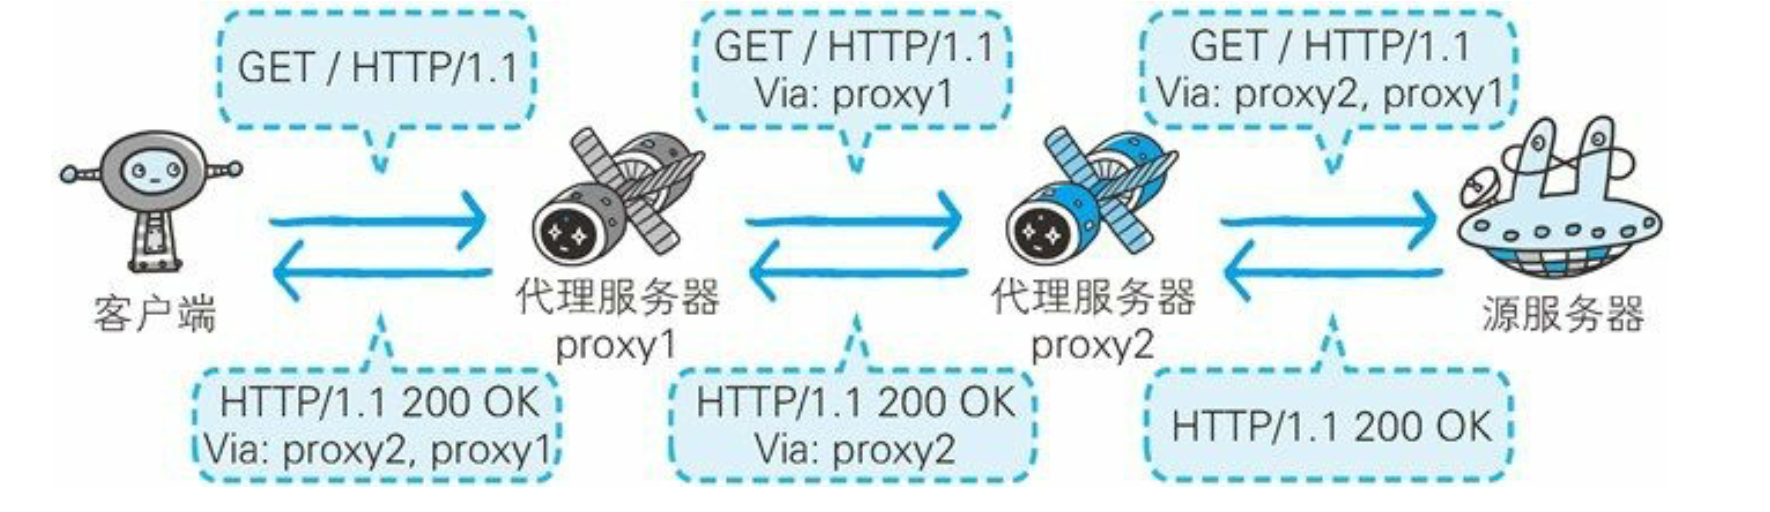 GET / HTTP/1.1
GET / HTTP/1.1
Via: proxy1
GET / HTTP/1.1
Via: proxy2, proxy1
客户端
代理服务器
proxy1
代理服务器
proxy2
源服务器
HTTP/1.1 200 OK
Via: proxy2, proxy1
HTTP/1.1 200 OK
Via: proxy2
HTTP/1.1 200 OK